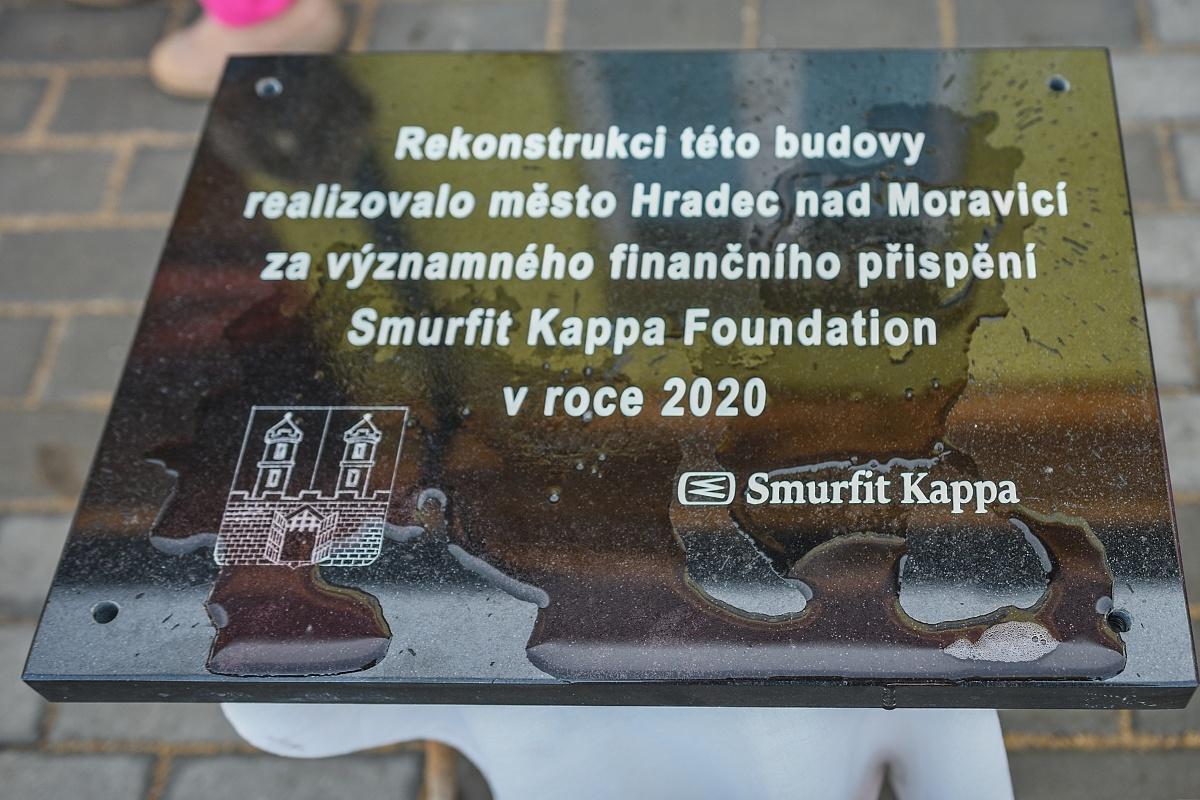 Rekonstrukci této budovy
realizovalo město Hradec nad Moravicí
za významného finančního přispění
Smurfit Kappa Foundation
v roce 2020
Smurfit Kappa